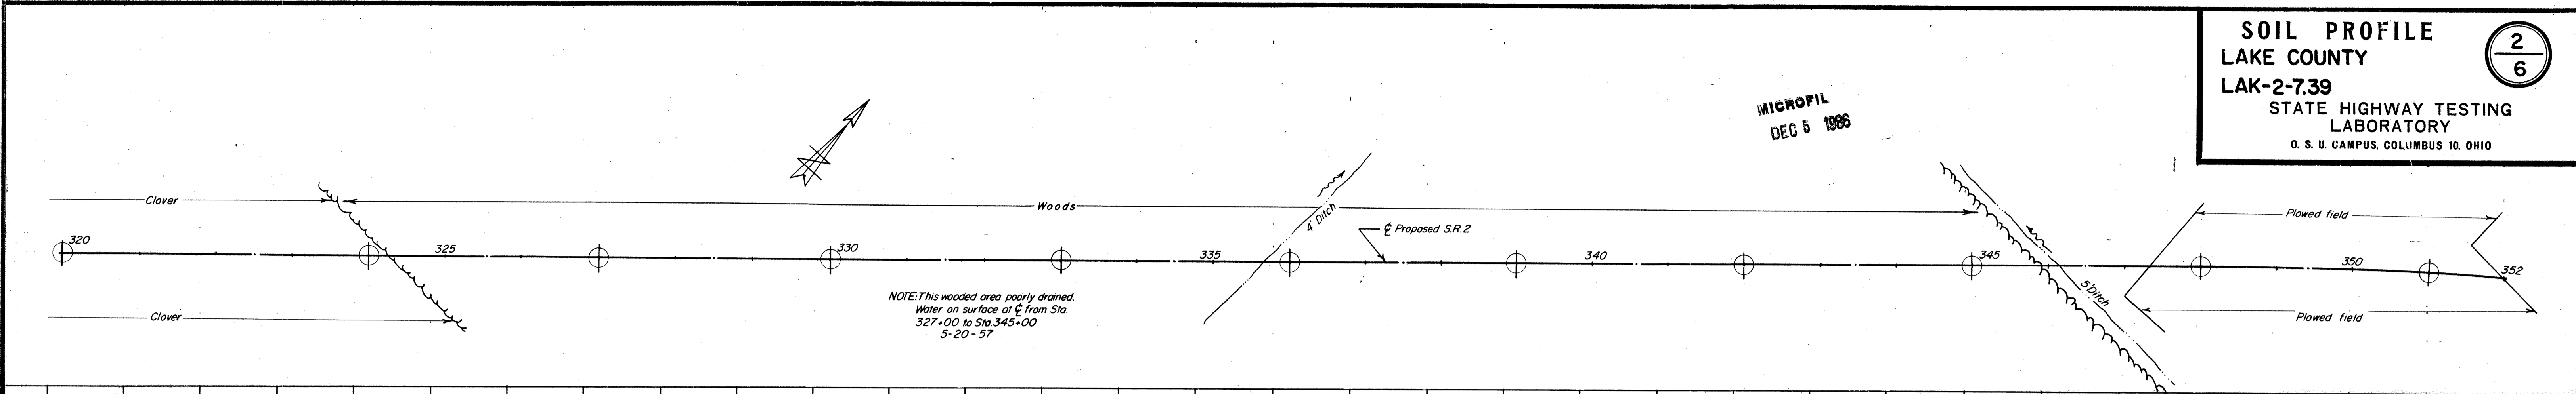 SOIL PROFILE
LAKE COUNTY
LAK-2-7.39
2
6
STATE HIGHWAY TESTING
LABORATORY
O. S. U. CAMPUS, COLUMBUS 10, OHIO
MICROFIL
DEC 5 1986
Clover
Woods
4' Ditch
℄ Proposed S.R. 2
Plowed field
320
325
330
335
340
345
350
352
5' Ditch
Clover
NOTE: This wooded area poorly drained.
Water on surface at ℄ from Sta.
327+00 to Sta. 345+00
5-20-57
Plowed field